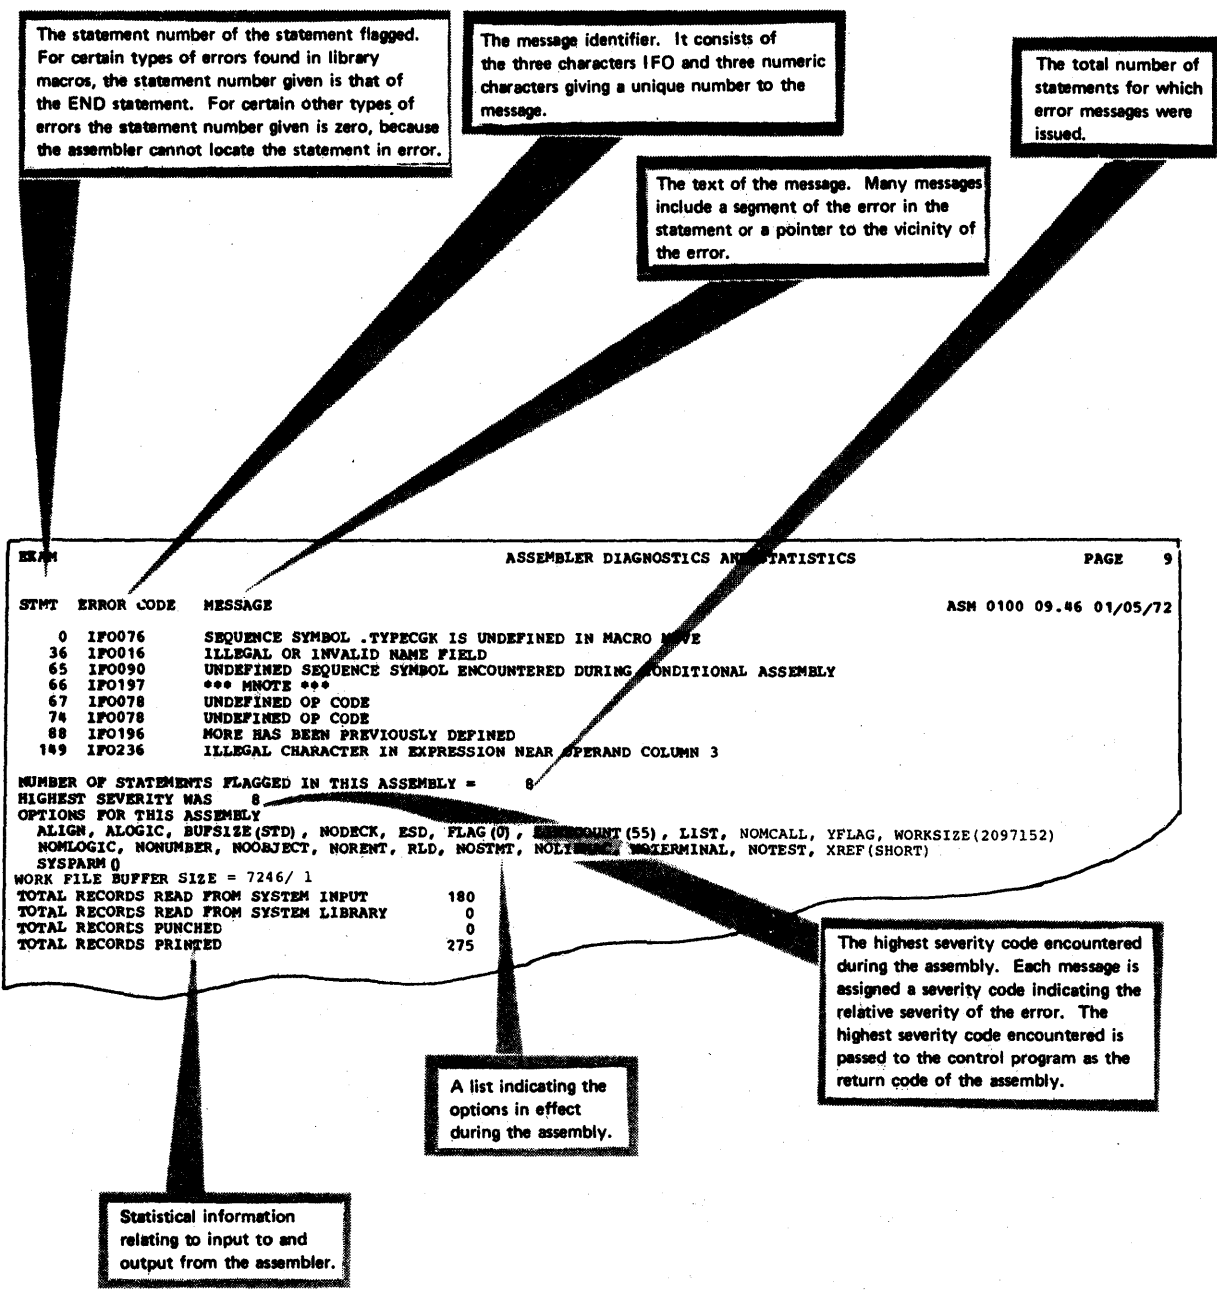 The statement number of the statement flagged.
For certain types of errors found in library
macros, the statement number given is that of
the END statement. For certain other types of
errors the statement number given is zero, because
the assembler cannot locate the statement in error.
The message identifier. It consists of
the three characters IFO and three numeric
characters giving a unique number to the
message.
The total number of
statements for which
error messages were
issued.
The text of the message. Many messages
include a segment of the error in the
statement or a pointer to the vicinity of
the error.
ASSEMBLER DIAGNOSTICS PAGE 9
STMT ERROR CODE MESSAGE ASM 0100 09.46 01/05/72
0 IFO076 SEQUENCE SYMBOL .TYPECGK IS UNDEFINED IN MACRO
36 IFO016 ILLEGAL OR INVALID NAME FIELD
65 IFO090 UNDEFINED SEQUENCE SYMBOL ENCOUNTERED DURING CONDITIONAL ASSEMBLY
66 IFO197 *** MNOTE ***
67 IFO078 UNDEFINED OP CODE
74 IFO078 UNDEFINED OP CODE
88 IFO196 MORE HAS BEEN PREVIOUSLY DEFINED
149 IFO236 ILLEGAL CHARACTER IN EXPRESSION NEAR OPERAND COLUMN 3
NUMBER OF STATEMENTS FLAGGED IN THIS ASSEMBLY = 8
HIGHEST SEVERITY WAS 8
OPTIONS FOR THIS ASSEMBLY
ALIGN, ALOGIC, BUFSIZE(STD), NODECK, ESD, FLAG(0), (55), LIST, NOMCALL, YFLAG, WORKSIZE(2097152)
NOMLOGIC, NONUMBER, NOOBJECT, NORENT, RLD, NOSTMT, NOTERMINAL, NOTEST, XREF(SHORT)
SYSPARM()
WORK FILE BUFFER SIZE = 7246/ 1
TOTAL RECORDS READ FROM SYSTEM INPUT 180
TOTAL RECORDS READ FROM SYSTEM LIBRARY 0
TOTAL RECORDS PUNCHED 0
TOTAL RECORDS PRINTED 275
The highest severity code encountered
during the assembly. Each message is
assigned a severity code indicating the
relative severity of the error. The
highest severity code encountered is
passed to the control program as the
return code of the assembly.
A list indicating the
options in effect
during the assembly.
Statistical information
relating to input to and
output from the assembler.